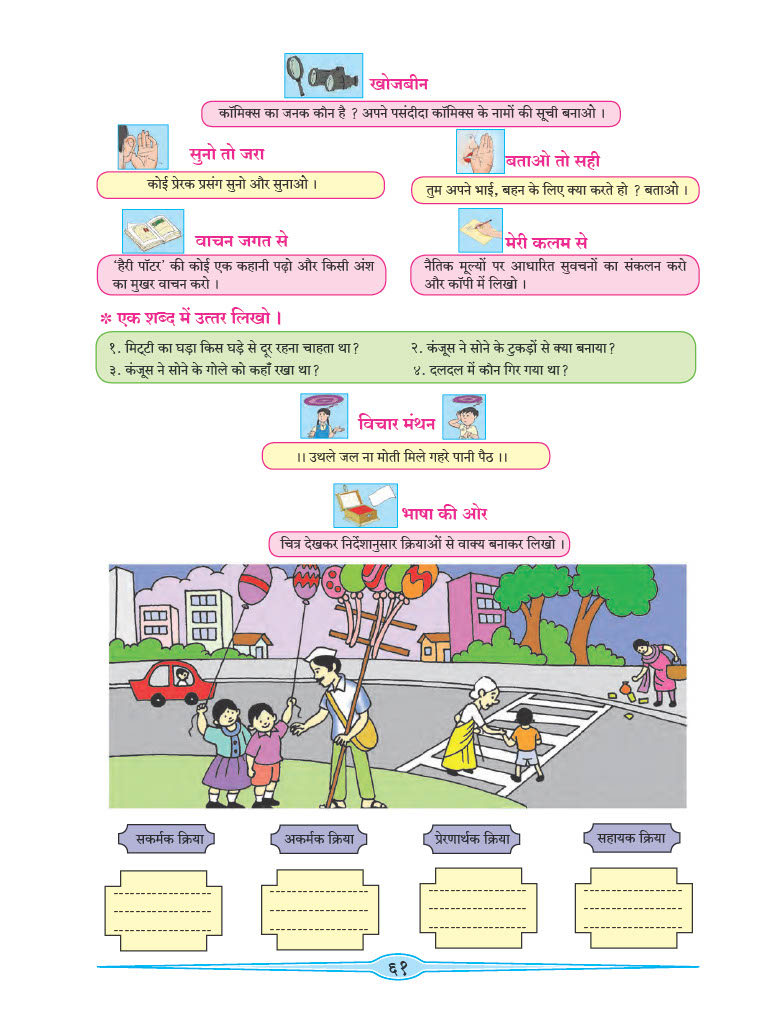 खोजबीन
कॉमिक्स का जनक कौन है ? अपने पसंदीदा कॉमिक्स के नामों की सूची बनाओ ।
सुनो तो जरा
कोई प्रेरक प्रसंग सुनो और सुनाओ ।
बताओ तो सही
तुम अपने भाई, बहन के लिए क्या करते हो ? बताओ ।
वाचन जगत से
‘हैरी पॉटर’ की कोई एक कहानी पढ़ो और किसी अंश
का मुखर वाचन करो ।
मेरी कलम से
नैतिक मूल्यों पर आधारित सुवचनों का संकलन करो
और कॉपी में लिखो ।
* एक शब्द में उत्तर लिखो ।
१. मिट्टी का घड़ा किस घड़े से दूर रहना चाहता था ?
२. कंजूस ने सोने के टुकड़ों से क्या बनाया ?
३. कंजूस ने सोने के गोले को कहाँ रखा था ?
४. दलदल में कौन गिर गया था ?
विचार मंथन
।। उथले जल ना मोती मिले गहरे पानी पैठ ।।
भाषा की ओर
चित्र देखकर निर्देशानुसार क्रियाओं से वाक्य बनाकर लिखो ।
सकर्मक क्रिया
अकर्मक क्रिया
प्रेरणार्थक क्रिया
सहायक क्रिया
६१